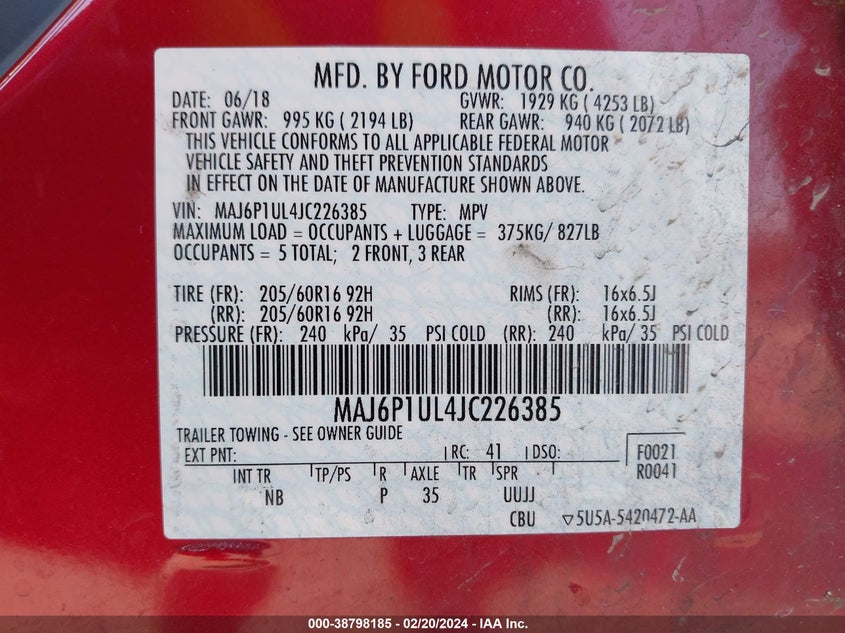 MFD. BY FORD MOTOR CO.
DATE: 06/18 GVWR: 1929 KG ( 4253 LB)
FRONT GAWR: 995 KG ( 2194 LB) REAR GAWR: 940 KG ( 2072 LB)
THIS VEHICLE CONFORMS TO ALL APPLICABLE FEDERAL MOTOR
VEHICLE SAFETY AND THEFT PREVENTION STANDARDS
IN EFFECT ON THE DATE OF MANUFACTURE SHOWN ABOVE.
VIN: MAJ6P1UL4JC226385 TYPE: MPV
MAXIMUM LOAD = OCCUPANTS + LUGGAGE = 375KG/ 827LB
OCCUPANTS = 5 TOTAL; 2 FRONT, 3 REAR
TIRE (FR): 205/60R16 92H RIMS (FR): 16x6.5J
(RR): 205/60R16 92H (RR): 16x6.5J
PRESSURE (FR): 240 kPa/ 35 PSI COLD (RR): 240 kPa/ 35 PSI COLD
MAJ6P1UL4JC226385
TRAILER TOWING - SEE OWNER GUIDE
EXT PNT: RC: 41 DSO: F0021
R0041
INT TR TP/PS R AXLE TR SPR
NB P 35 UUJJ
CBU ▽5U5A-5420472-AA
000-38798185 - 02/20/2024 - IAA Inc.